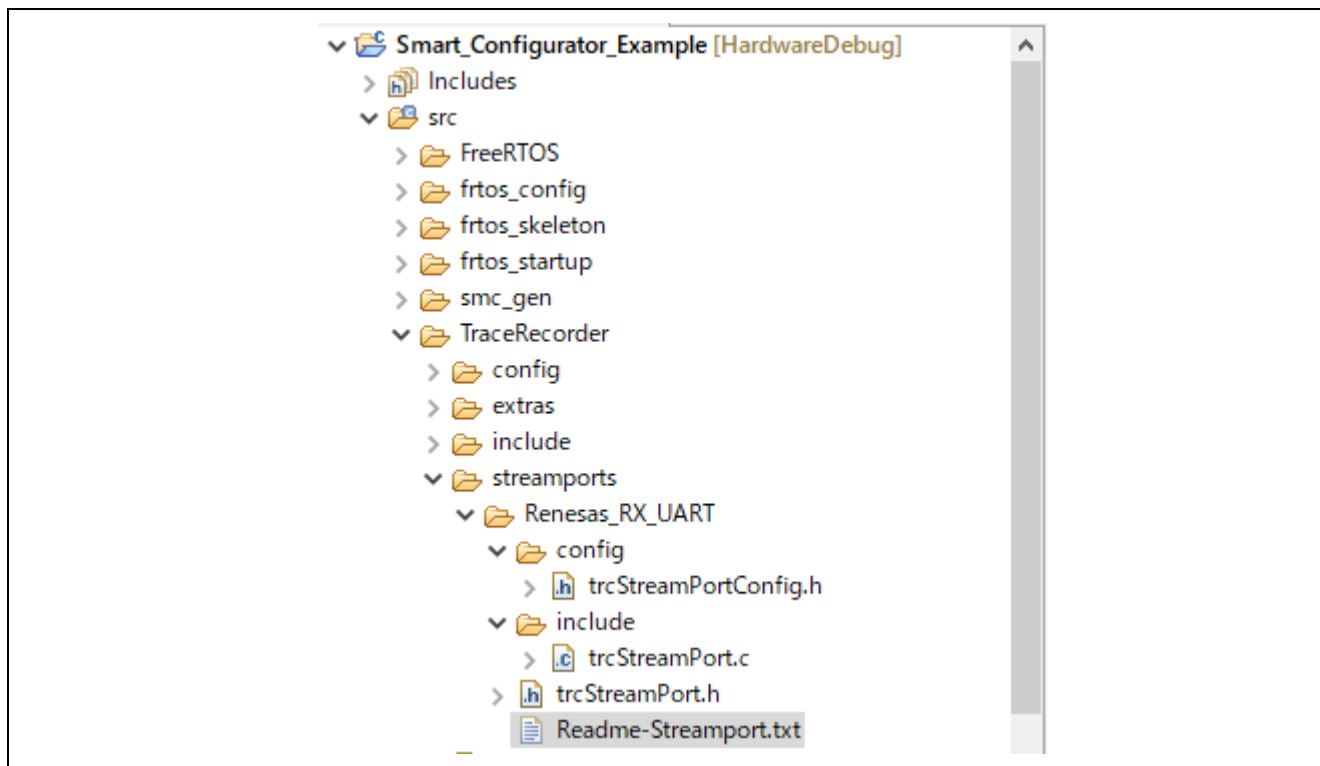 Smart_Configurator_Example [HardwareDebug]
Includes
src
FreeRTOS
frtos_config
frtos_skeleton
frtos_startup
smc_gen
TraceRecorder
config
extras
include
streamports
Renesas_RX_UART
config
trcStreamPortConfig.h
include
trcStreamPort.c
trcStreamPort.h
Readme-Streamport.txt